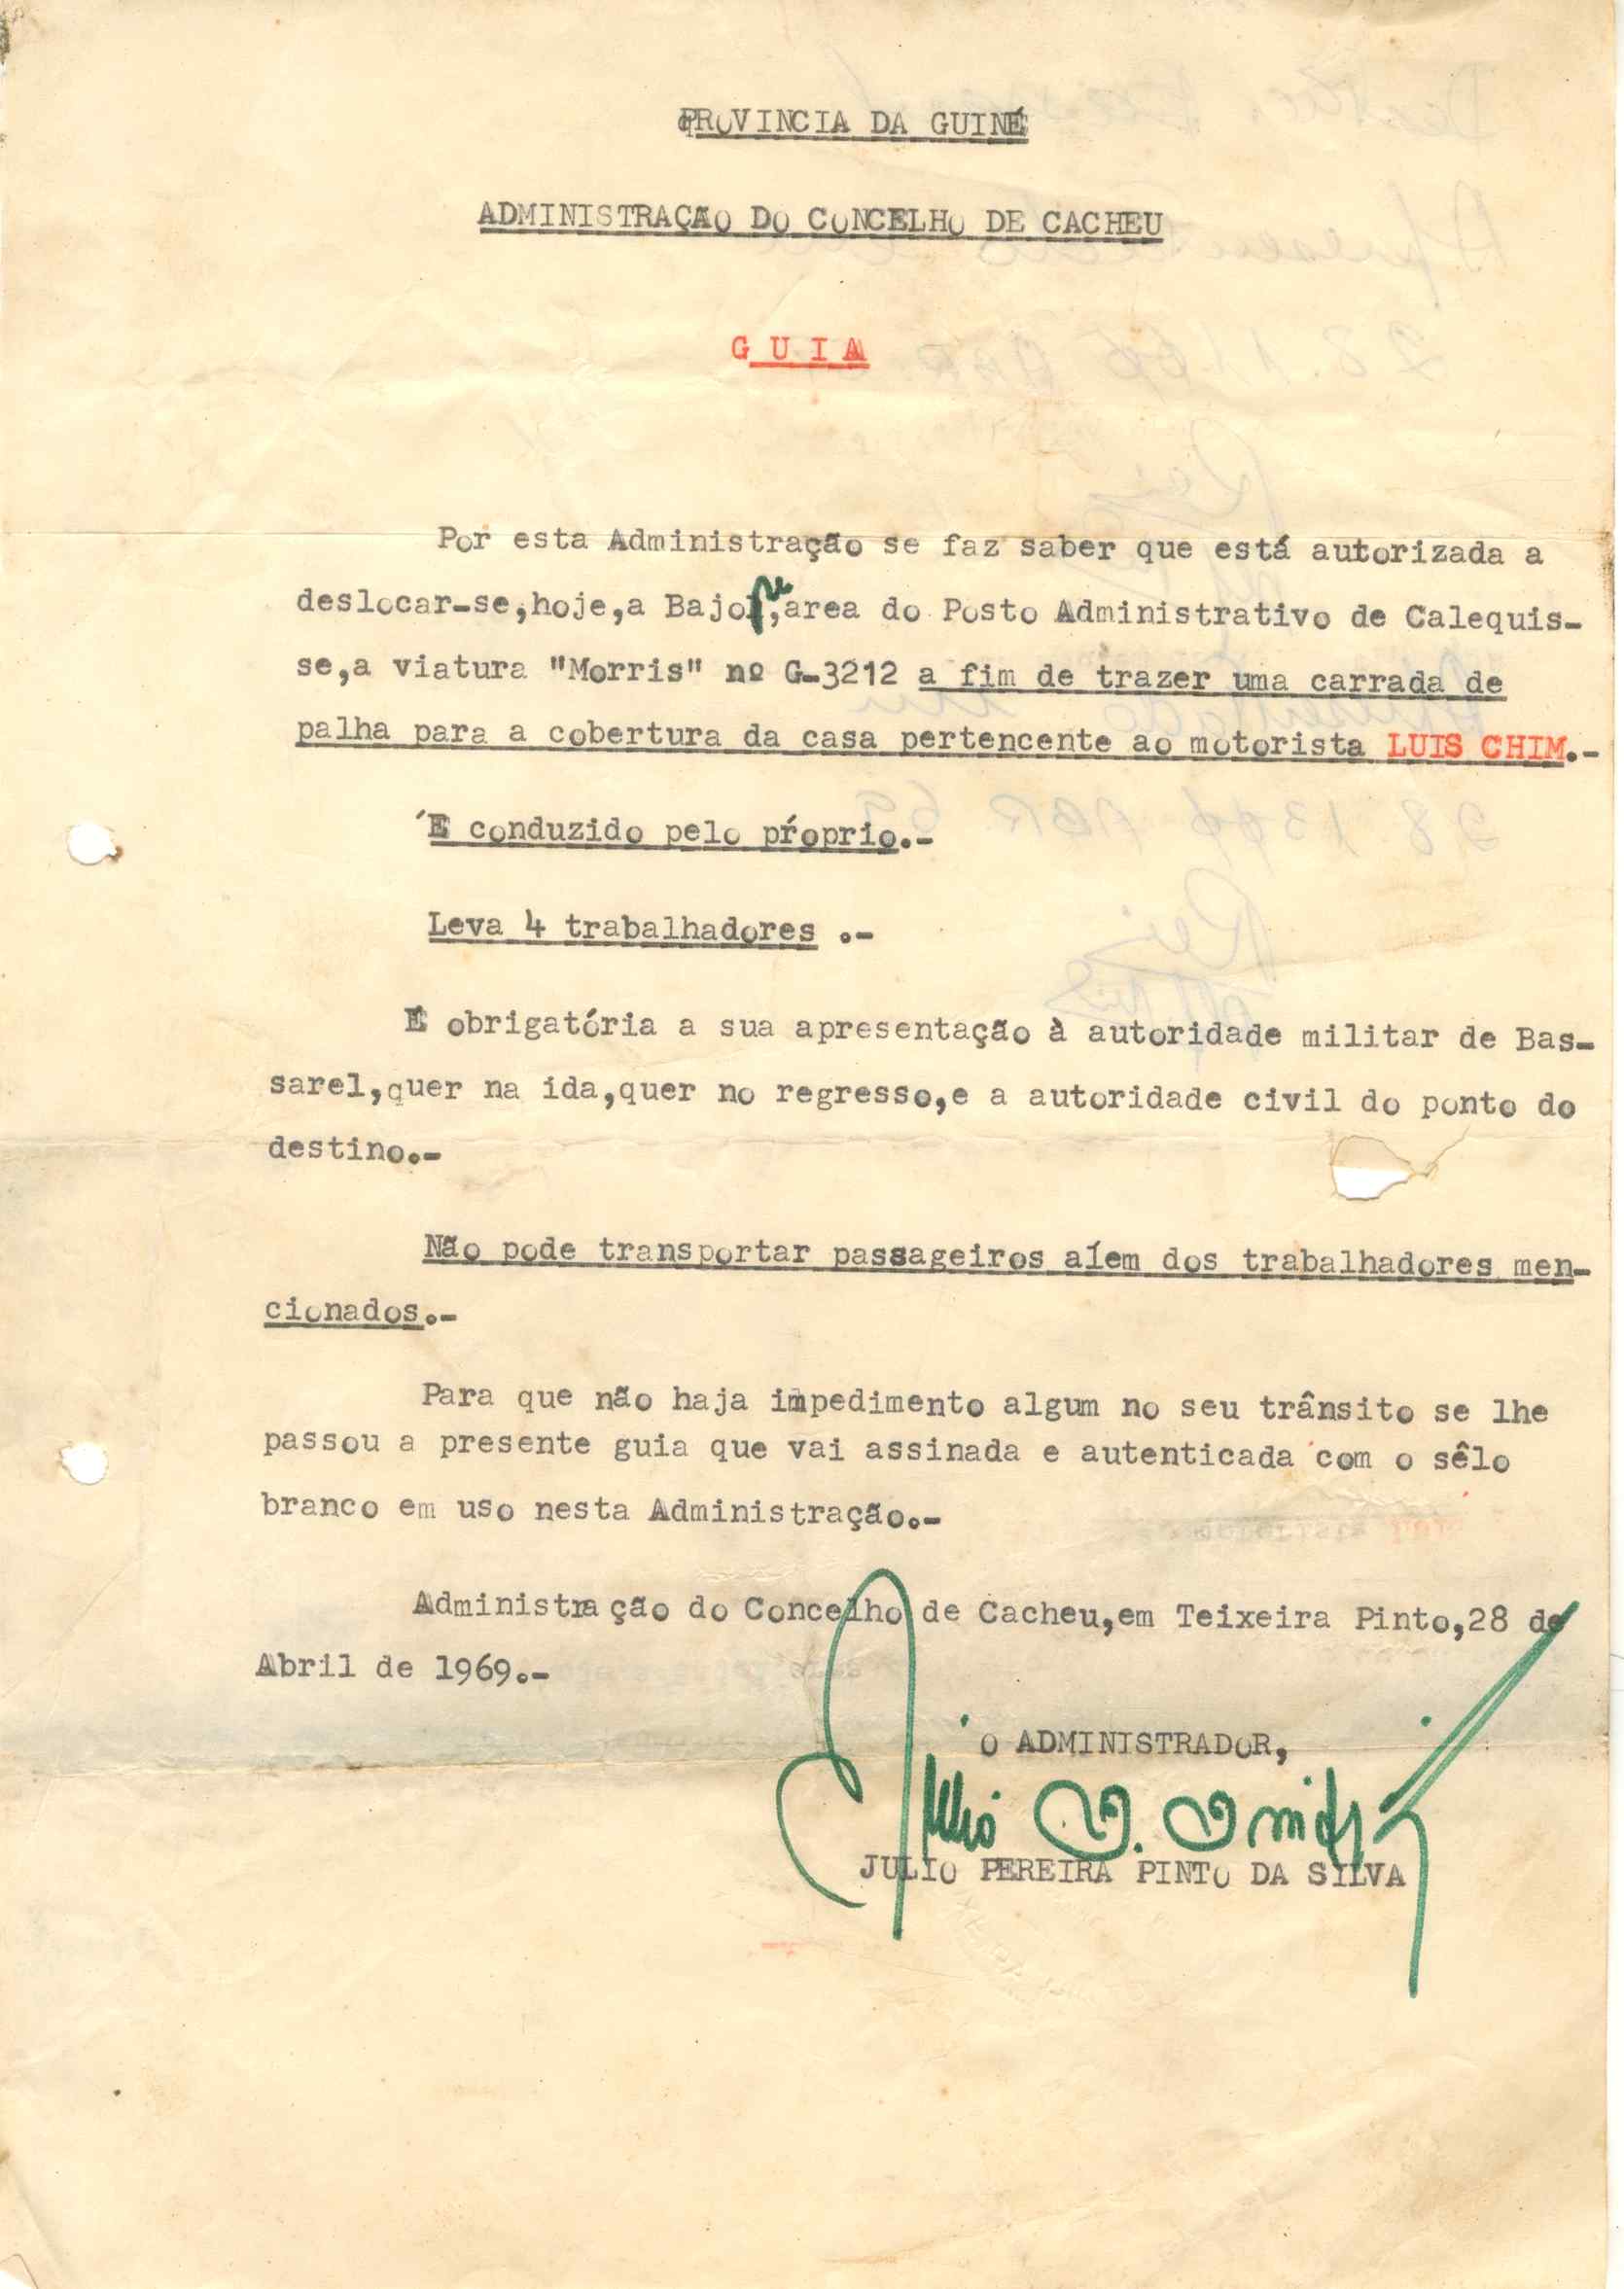 PROVINCIA DA GUINÉ
ADMINISTRAÇÃO DO CONCELHO DE CACHEU
G U I A
Por esta Administração se faz saber que está autorizada a
deslocar-se,hoje,a ,area do Posto Administrativo de Calequis-
se,a viatura "Morris" nº G-3212 a fim de trazer uma carrada de
palha para a cobertura da casa pertencente ao motorista LUIS CHIM.-
É conduzido pelo pŕoprio.-
Leva 4 trabalhadores .-
É obrigatória a sua apresentação à autoridade militar de Bas-
sarel,quer na ida,quer no regresso,e a autoridade civil do ponto do
destino.-
Não pode transportar passageiros aĺem dos trabalhadores men-
cionados.-
Para que não haja impedimento algum no seu trânsito se lhe
passou a presente guia que vai assinada e autenticada com o sêlo
branco em uso nesta Administração.-
Administração do Concelho de Cacheu,em Teixeira Pinto,28 de
Abril de 1969.-
O ADMINISTRADOR,
JULIO PEREIRA PINTO DA SILVA